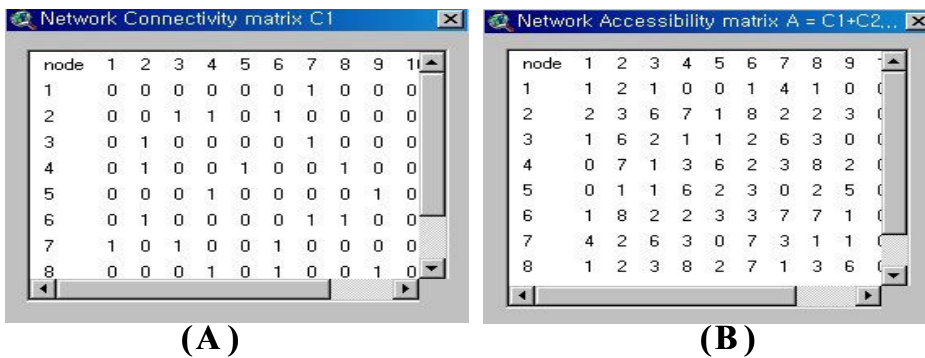 Network Connectivity matrix C1
node 1 2 3 4 5 6 7 8 9
1 0 0 0 0 0 0 1 0 0 0
2 0 0 1 1 0 1 0 0 0 0
3 0 1 0 0 0 0 1 0 0 0
4 0 1 0 0 1 0 0 1 0 0
5 0 0 0 1 0 0 0 0 1 0
6 0 1 0 0 0 0 1 1 0 0
7 1 0 1 0 0 1 0 0 0 0
8 0 0 0 1 0 1 0 0 1 0
(A)
Network Accessibility matrix A = C1+C2...
node 1 2 3 4 5 6 7 8 9
1 1 2 1 0 0 1 4 1 0
2 2 3 6 7 1 8 2 2 3
3 1 6 2 1 1 2 6 3 0
4 0 7 1 3 6 2 3 8 2
5 0 1 1 6 2 3 0 2 5
6 1 8 2 2 3 3 7 7 1
7 4 2 6 3 0 7 3 1 1
8 1 2 3 8 2 7 1 3 6
(B)